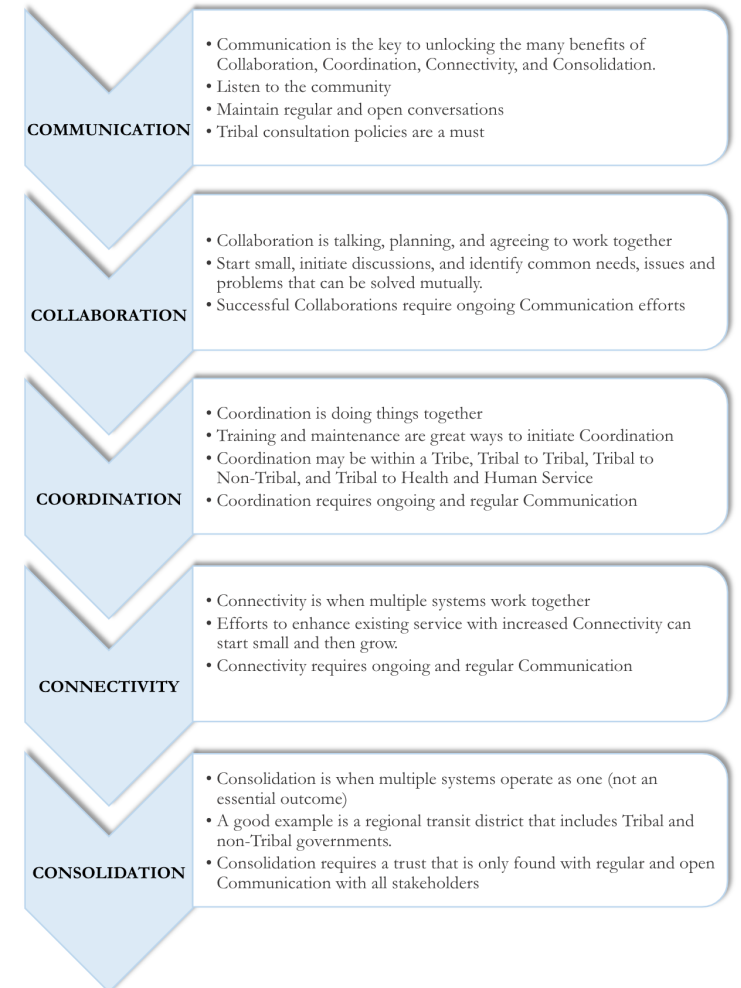 COMMUNICATION
• Communication is the key to unlocking the many benefits of
Collaboration, Coordination, Connectivity, and Consolidation.
• Listen to the community
• Maintain regular and open conversations
• Tribal consultation policies are a must
COLLABORATION
• Collaboration is talking, planning, and agreeing to work together
• Start small, initiate discussions, and identify common needs, issues and
problems that can be solved mutually.
• Successful Collaborations require ongoing Communication efforts
COORDINATION
• Coordination is doing things together
• Training and maintenance are great ways to initiate Coordination
• Coordination may be within a Tribe, Tribal to Tribal, Tribal to
Non-Tribal, and Tribal to Health and Human Service
• Coordination requires ongoing and regular Communication
CONNECTIVITY
• Connectivity is when multiple systems work together
• Efforts to enhance existing service with increased Connectivity can
start small and then grow.
• Connectivity requires ongoing and regular Communication
CONSOLIDATION
• Consolidation is when multiple systems operate as one (not an
essential outcome)
• A good example is a regional transit district that includes Tribal and
non-Tribal governments.
• Consolidation requires a trust that is only found with regular and open
Communication with all stakeholders